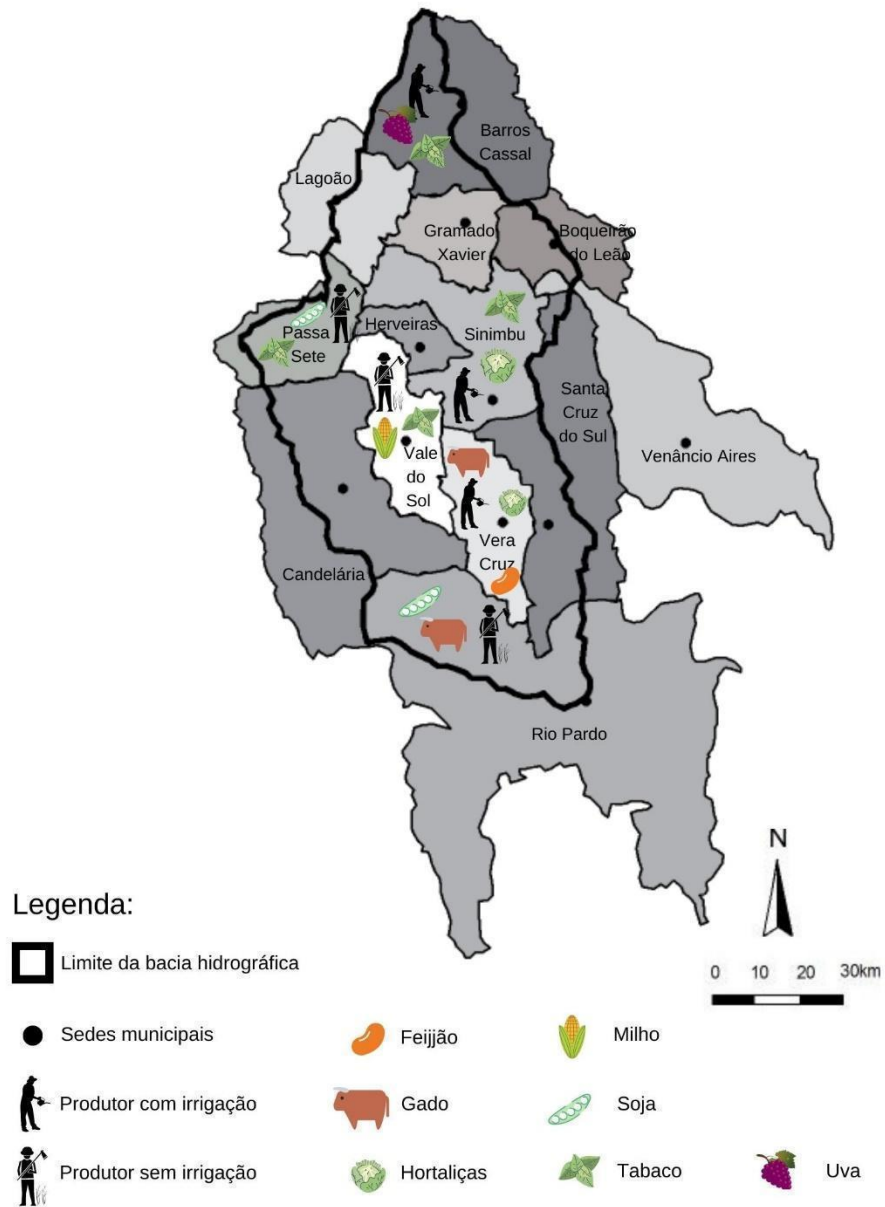 Barros
Cassal
Lagoão
Gramado
Xavier
Boqueirão
do Leão
Passa
Sete
Herveiras
Sinimbu
Santa
Cruz
do Sul
Venâncio Aires
Vale
do
Sol
Vera
Cruz
Candelária
Rio Pardo
N
Legenda:
Limite da bacia hidrográfica
0 10 20 30km
Sedes municipais
Feijjão
Milho
Produtor com irrigação
Gado
Soja
Produtor sem irrigação
Hortaliças
Tabaco
Uva